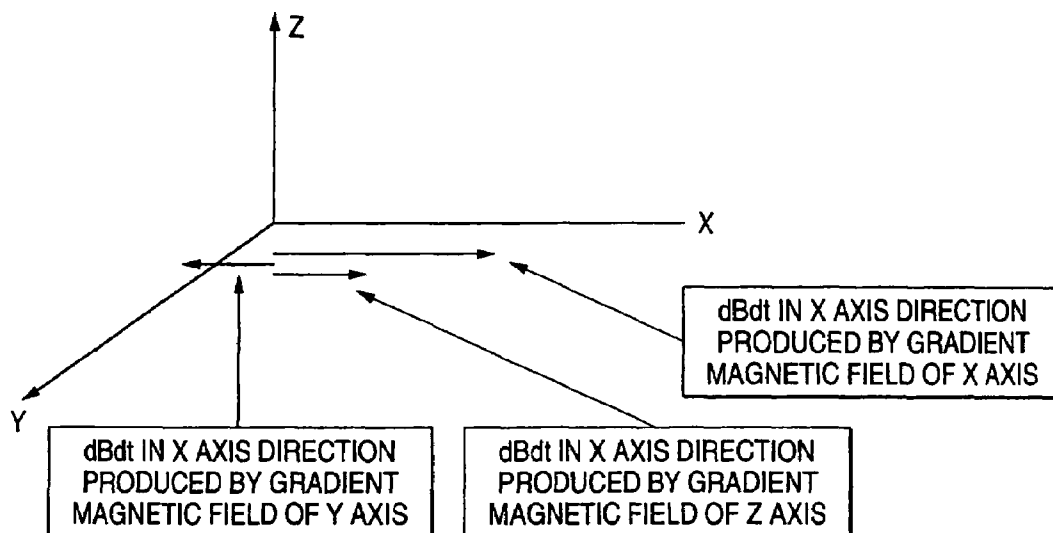 Z
X
Y
dBdt IN X AXIS DIRECTION
PRODUCED BY GRADIENT
MAGNETIC FIELD OF X AXIS
dBdt IN X AXIS DIRECTION
PRODUCED BY GRADIENT
MAGNETIC FIELD OF Y AXIS
dBdt IN X AXIS DIRECTION
PRODUCED BY GRADIENT
MAGNETIC FIELD OF Z AXIS